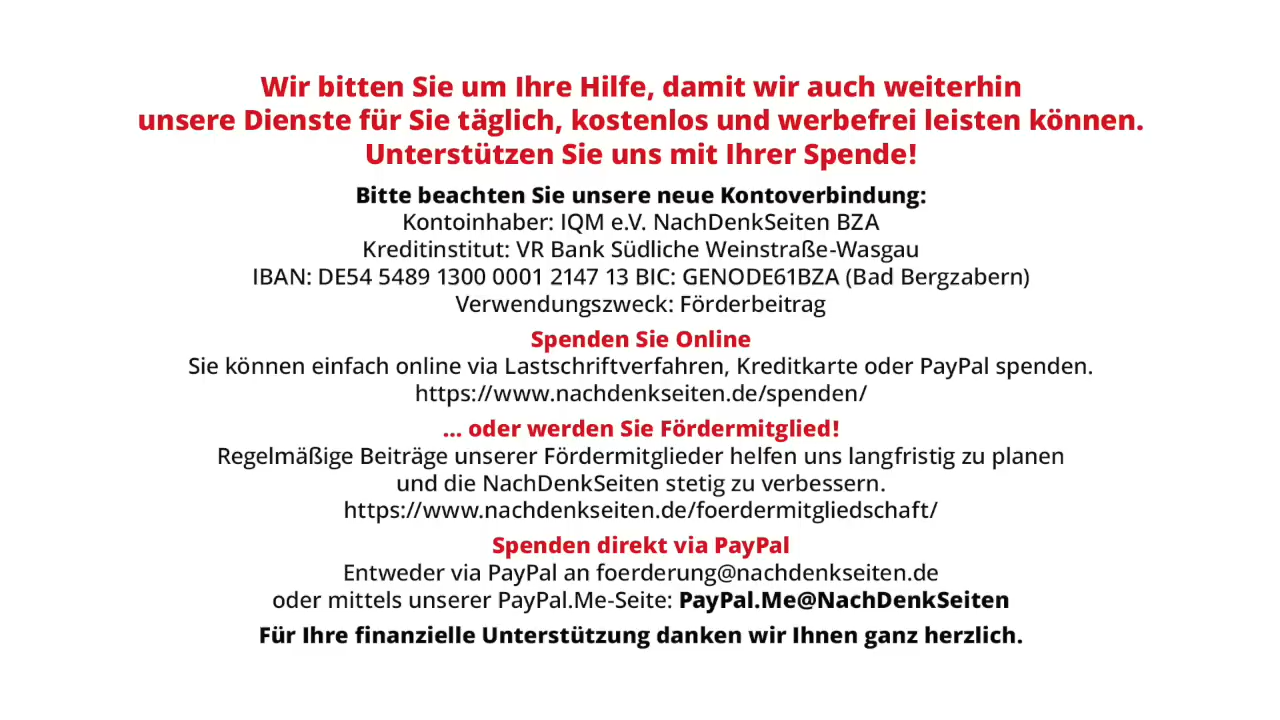 Wir bitten Sie um Ihre Hilfe, damit wir auch weiterhin
unsere Dienste für Sie täglich, kostenlos und werbefrei leisten können.
Unterstützen Sie uns mit Ihrer Spende!
Bitte beachten Sie unsere neue Kontoverbindung:
Kontoinhaber: IQM e.V. NachDenkSeiten BZA
Kreditinstitut: VR Bank Südliche Weinstraße-Wasgau
IBAN: DE54 5489 1300 0001 2147 13 BIC: GENODE61BZA (Bad Bergzabern)
Verwendungszweck: Förderbeitrag
Spenden Sie Online
Sie können einfach online via Lastschriftverfahren, Kreditkarte oder PayPal spenden.
https://www.nachdenkseiten.de/spenden/
... oder werden Sie Fördermitglied!
Regelmäßige Beiträge unserer Fördermitglieder helfen uns langfristig zu planen
und die NachDenkSeiten stetig zu verbessern.
https://www.nachdenkseiten.de/foerdermitgliedschaft/
Spenden direkt via PayPal
Entweder via PayPal an foerderung@nachdenkseiten.de
oder mittels unserer PayPal.Me-Seite: PayPal.Me@NachDenkSeiten
Für Ihre finanzielle Unterstützung danken wir Ihnen ganz herzlich.